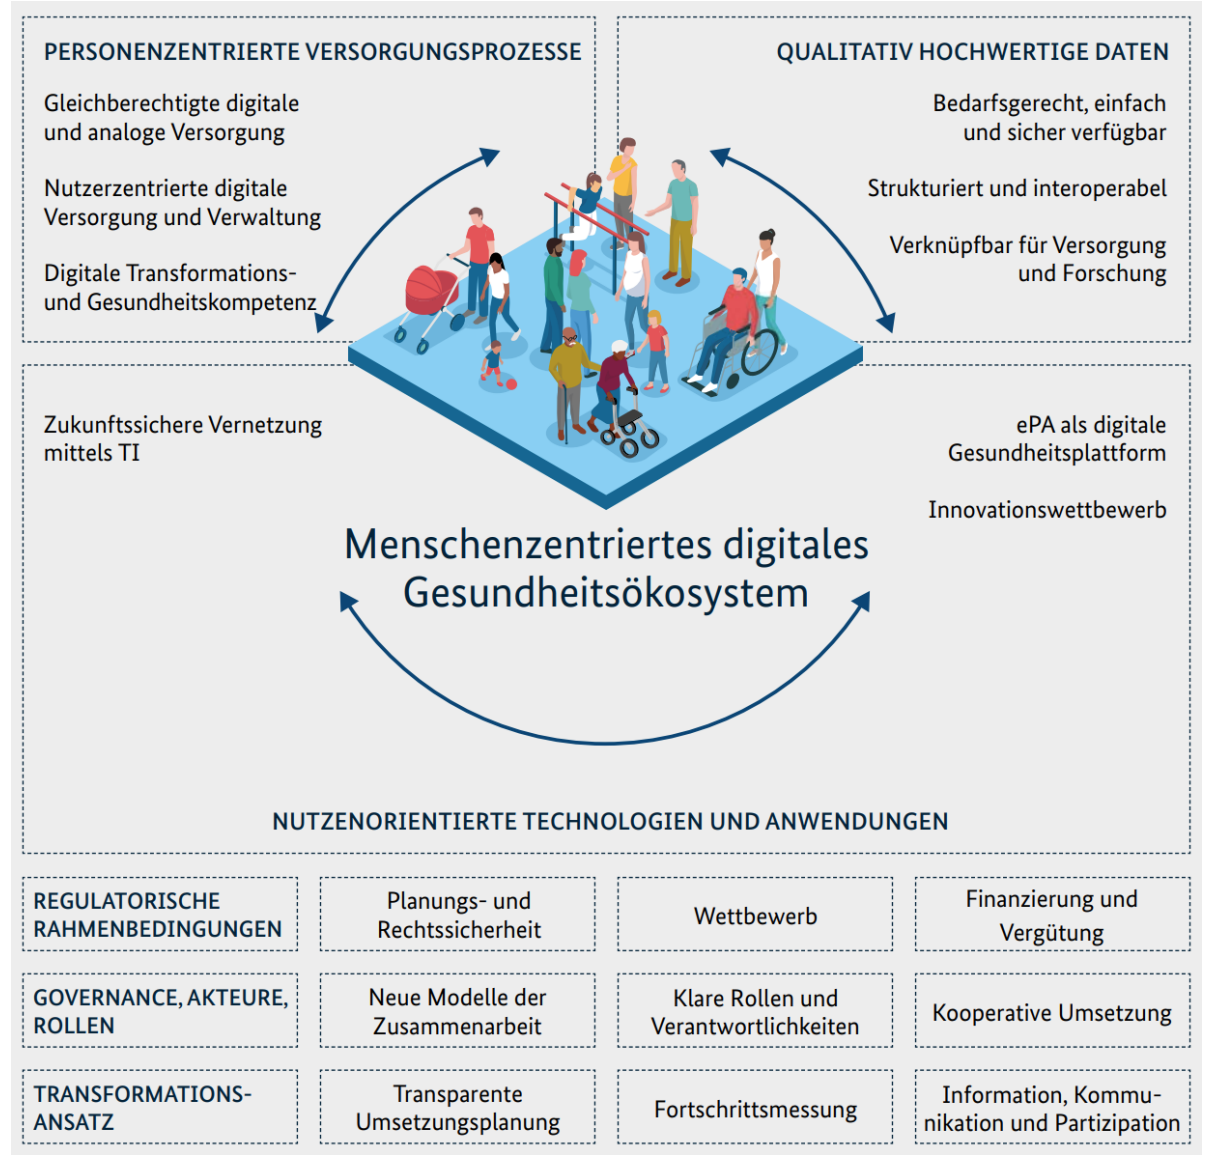 PERSONENZENTRIERTE VERSORGUNGSPROZESSE
Gleichberechtigte digitale
und analoge Versorgung
Nutzerzentrierte digitale
Versorgung und Verwaltung
Digitale Transformations-
und Gesundheitskompetenz
QUALITATIV HOCHWERTIGE DATEN
Bedarfsgerecht, einfach
und sicher verfügbar
Strukturiert und interoperabel
Verknüpfbar für Versorgung
und Forschung
Zukunftssichere Vernetzung
mittels TI
ePA als digitale
Gesundheitsplattform
Innovationswettbewerb
Menschenzentriertes digitales
Gesundheitsökosystem
NUTZENORIENTIERTE TECHNOLOGIEN UND ANWENDUNGEN
REGULATORISCHE
RAHMENBEDINGUNGEN
Planungs- und
Rechtssicherheit
Wettbewerb
Finanzierung und
Vergütung
GOVERNANCE, AKTEURE,
ROLLEN
Neue Modelle der
Zusammenarbeit
Klare Rollen und
Verantwortlichkeiten
Kooperative Umsetzung
TRANSFORMATIONS-
ANSATZ
Transparente
Umsetzungsplanung
Fortschrittsmessung
Information, Kommu-
nikation und Partizipation